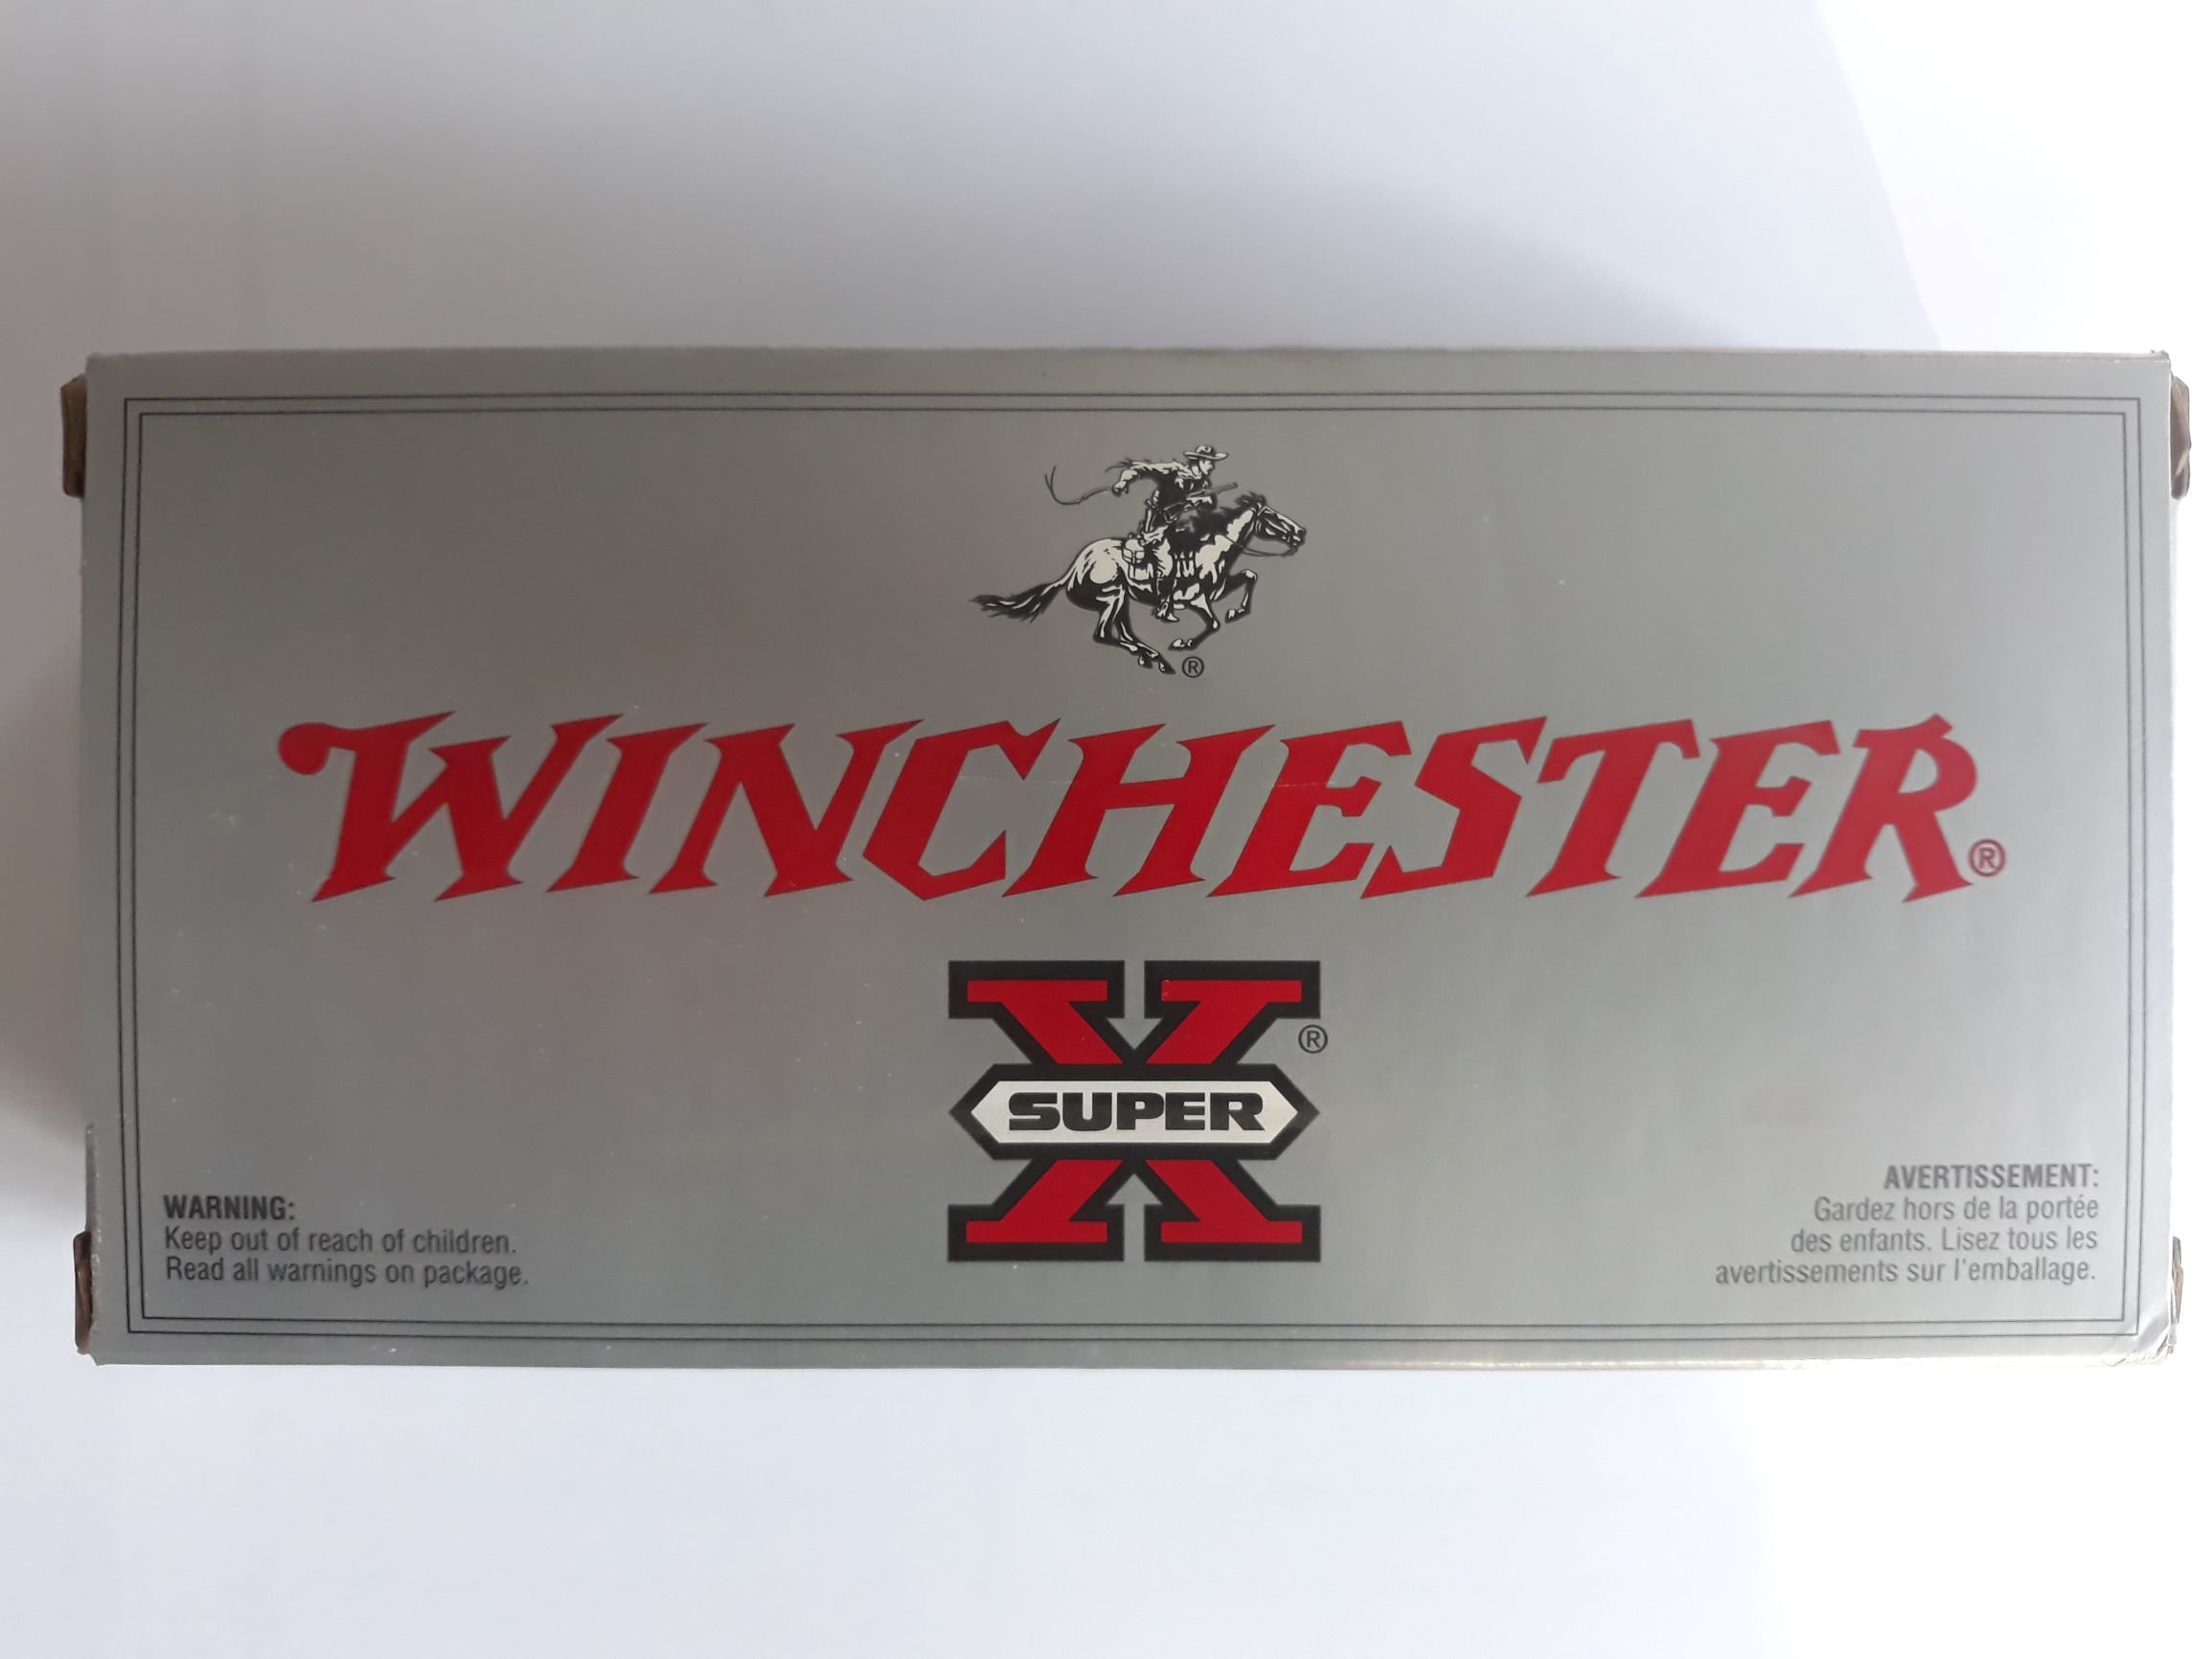 ®
WINCHESTER®
X®
SUPER
WARNING:
Keep out of reach of children.
Read all warnings on package.
AVERTISSEMENT:
Gardez hors de la portée
des enfants. Lisez tous les
avertissements sur l'emballage.